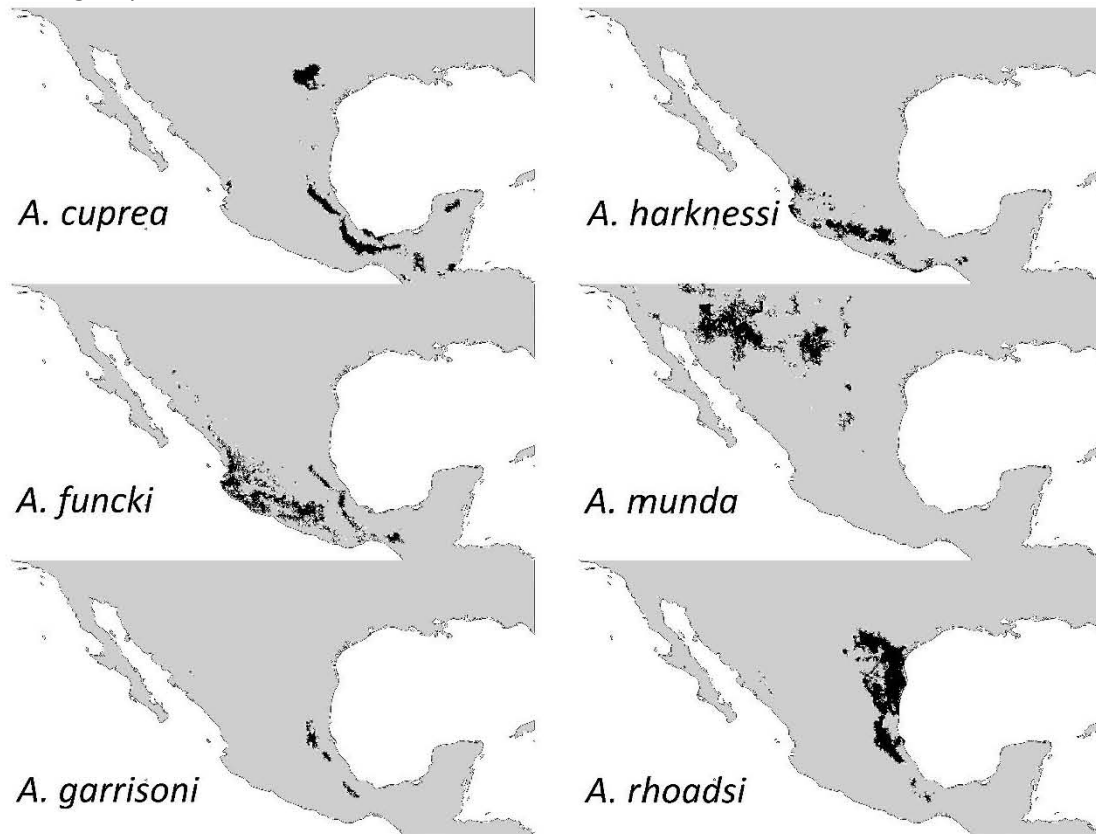 A. cuprea
A. harknessi
A. funcki
A. munda
A. garrisoni
A. rhoadsi